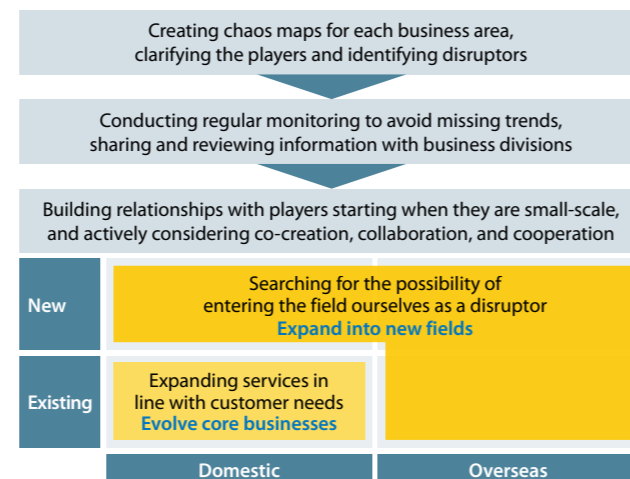 Creating chaos maps for each business area,
clarifying the players and identifying disruptors
Conducting regular monitoring to avoid missing trends,
sharing and reviewing information with business divisions
Building relationships with players starting when they are small-scale,
and actively considering co-creation, collaboration, and cooperation
New
Searching for the possibility of
entering the field ourselves as a disruptor
Expand into new fields
Existing
Expanding services in
line with customer needs
Evolve core businesses
Domestic
Overseas